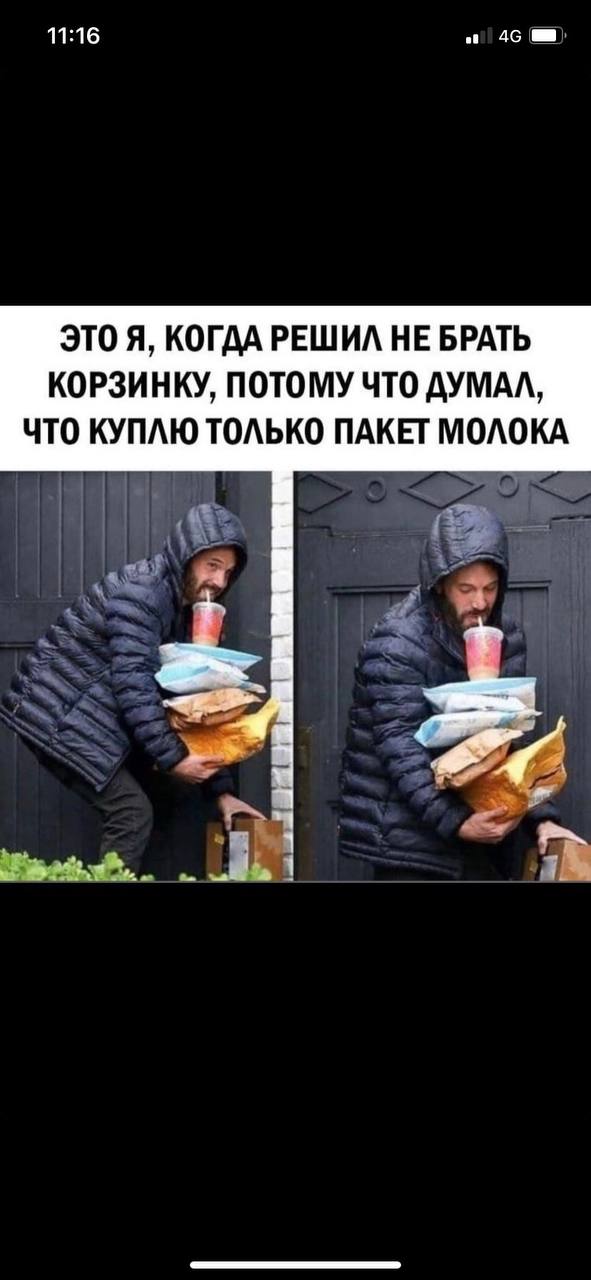 11:16
4G
ЭТО Я, КОГДА РЕШИЛ НЕ БРАТЬ
КОРЗИНКУ, ПОТОМУ ЧТО ДУМАЛ,
ЧТО КУПЛЮ ТОЛЬКО ПАКЕТ МОЛОКА